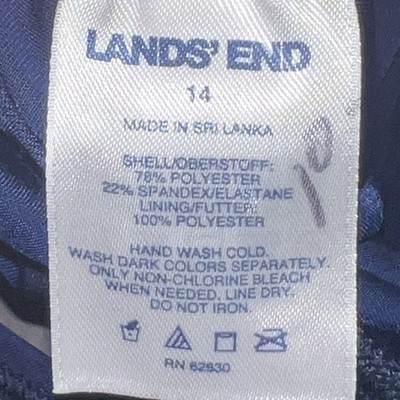 LANDS' END
14
MADE IN SRI LANKA
SHELL/OBERSTOFF:
78% POLYESTER
22% SPANDEX/ELASTANE
LINING/FUTTER:
100% POLYESTER
HAND WASH COLD.
WASH DARK COLORS SEPARATELY.
ONLY NON-CHLORINE BLEACH
WHEN NEEDED, LINE DRY.
DO NOT IRON.
RN 62830
10